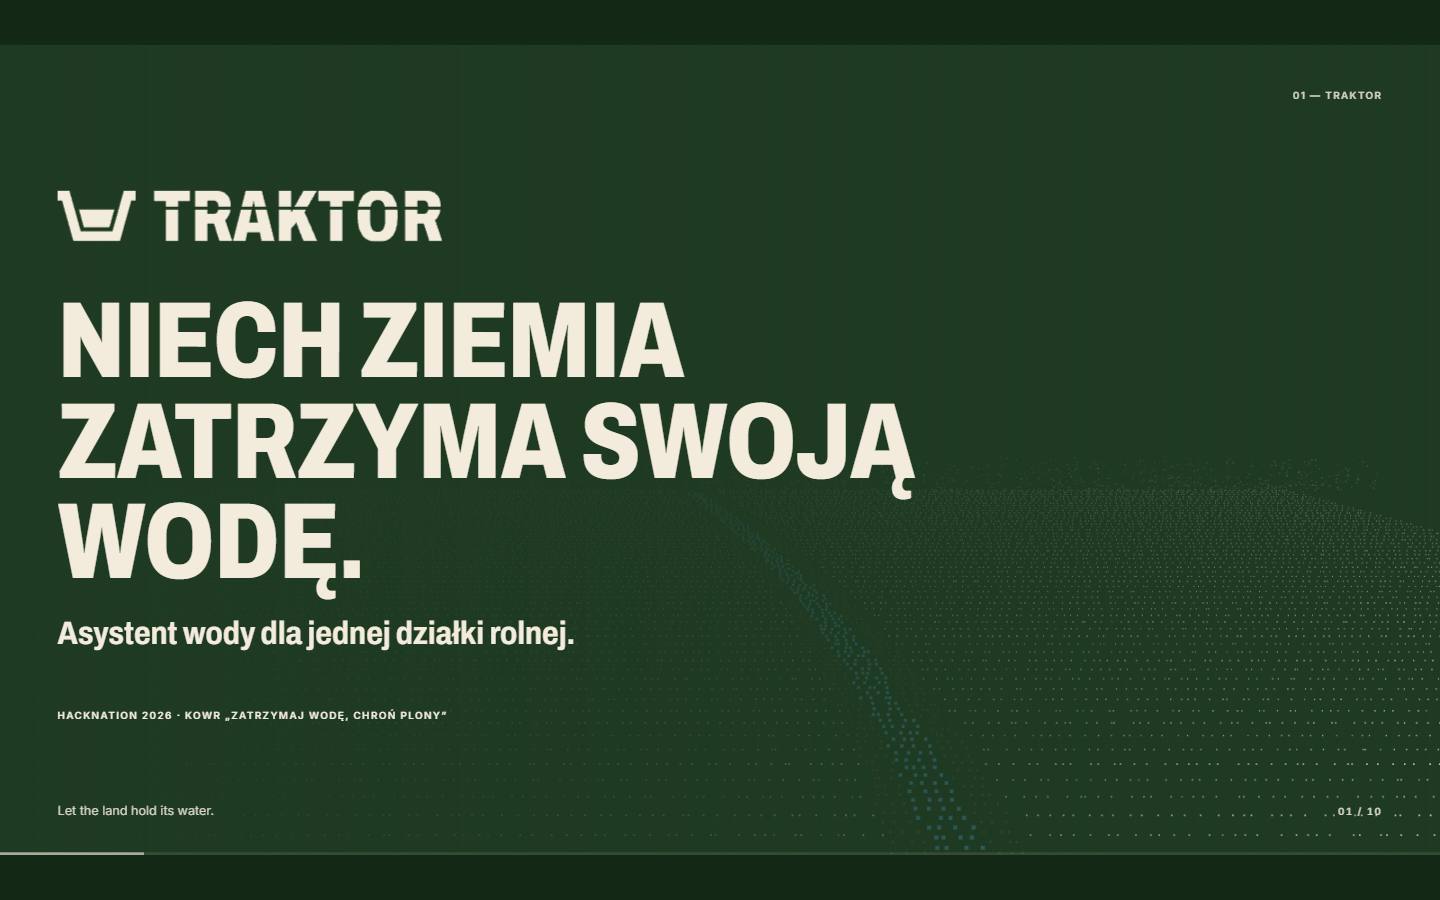 01 — TRAKTOR
TRAKTOR
NIECH ZIEMIA
ZATRZYMA SWOJĄ
WODĘ.
Asystent wody dla jednej działki rolnej.
HACKNATION 2026 · KOWR „ZATRZYMAJ WODĘ, CHROŃ PLONY”
Let the land hold its water.
01 / 10